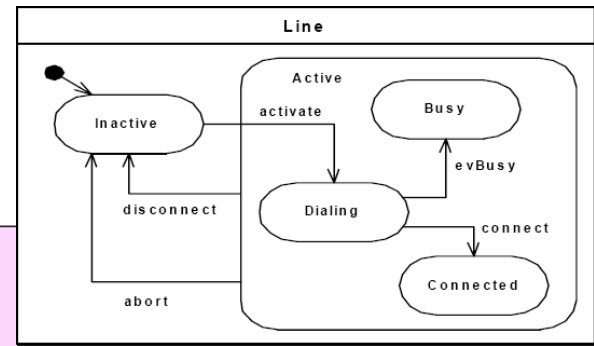 Line
Active
activate
Inactive
Busy
evBusy
disconnect
Dialing
connect
Connected
abort